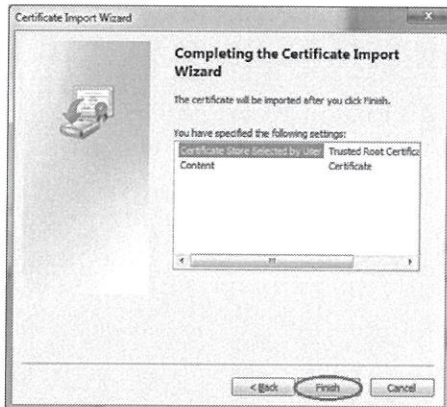 Certificate Import Wizard
Completing the Certificate Import
Wizard
The certificate will be imported after you click Finish.
You have specified the following settings:
Certificate Store Selected by User Trusted Root Certifica
Content Certificate
< Back Finish Cancel